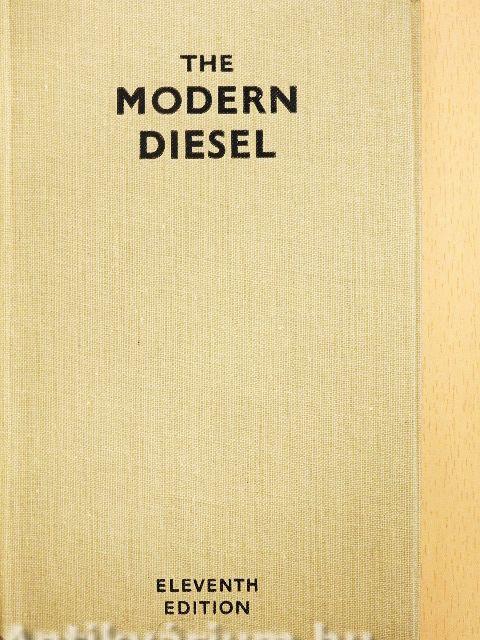 THE
MODERN
DIESEL
ELEVENTH
EDITION